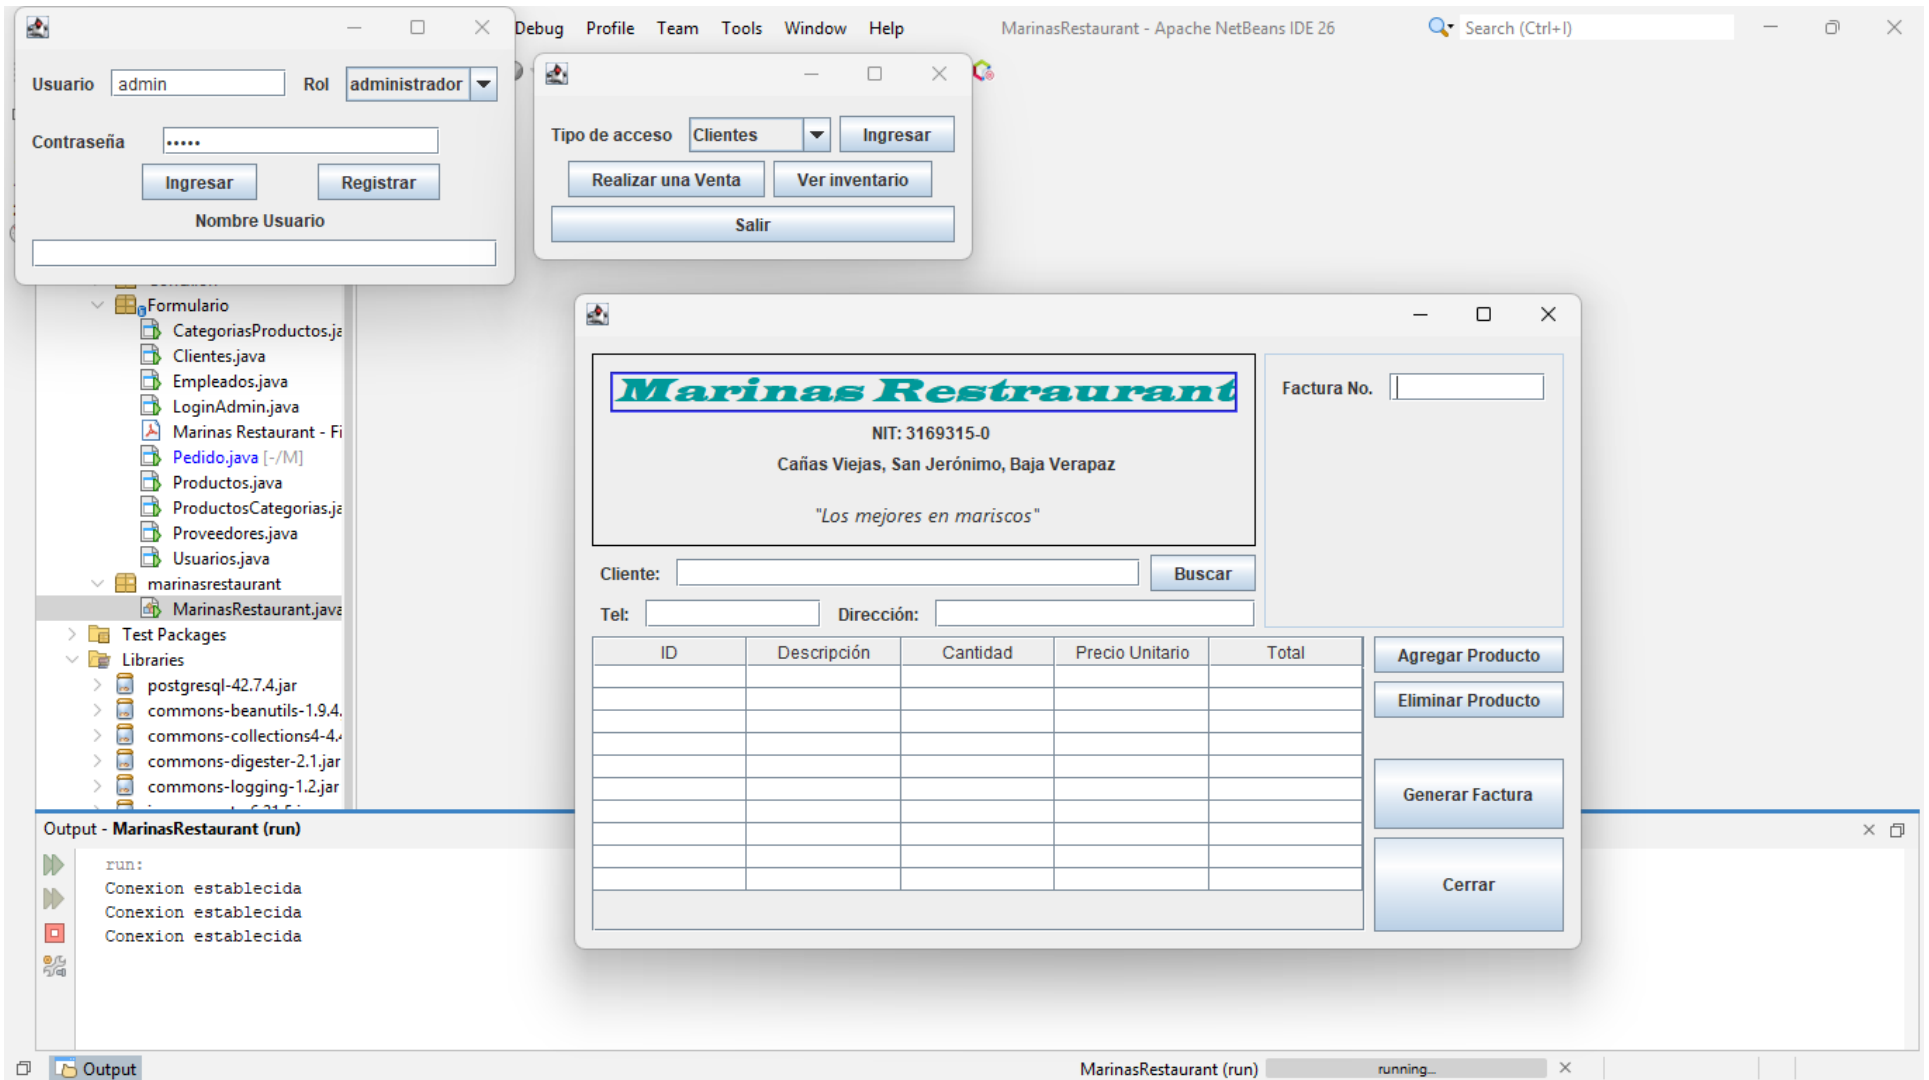 Debug Profile Team Tools Window Help MarinasRestaurant - Apache NetBeans IDE 26 Search (Ctrl+I)
Usuario admin Rol administrador
Contraseña •••••
Ingresar Registrar
Nombre Usuario
Tipo de acceso Clientes Ingresar
Realizar una Venta Ver inventario
Salir
Formulario
CategoriasProductos.ja
Clientes.java
Empleados.java
LoginAdmin.java
Marinas Restaurant - Fi
Pedido.java [-/M]
Productos.java
ProductosCategorias.ja
Proveedores.java
Usuarios.java
marinasrestaurant
MarinasRestaurant.java
Test Packages
Libraries
postgresql-42.7.4.jar
commons-beanutils-1.9.4.
commons-collections4-4.
commons-digester-2.1.jar
commons-logging-1.2.jar
Marinas Restraurant
NIT: 3169315-0
Cañas Viejas, San Jerónimo, Baja Verapaz
"Los mejores en mariscos"
Factura No.
Cliente: Buscar
Tel: Dirección:
ID Descripción Cantidad Precio Unitario Total
Agregar Producto
Eliminar Producto
Generar Factura
Cerrar
Output - MarinasRestaurant (run)
run:
Conexion establecida
Conexion establecida
Conexion establecida
Output MarinasRestaurant (run) running...